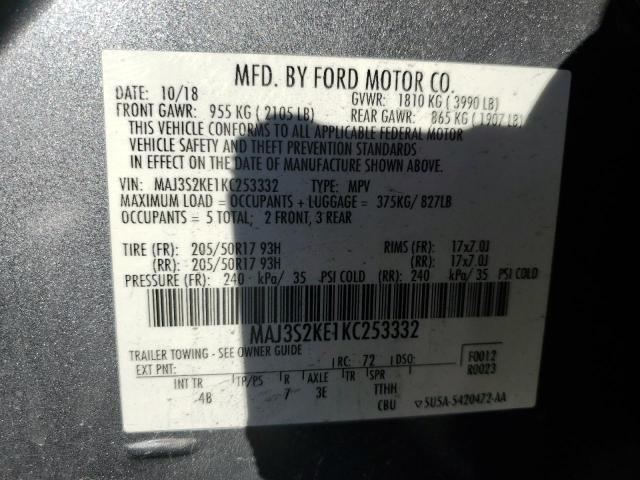 MFD. BY FORD MOTOR CO.
DATE: 10/18 GVWR: 1810 KG ( 3990 LB)
FRONT GAWR: 955 KG ( 2105 LB) REAR GAWR: 865 KG ( 1907 LB)
THIS VEHICLE CONFORMS TO ALL APPLICABLE FEDERAL MOTOR
VEHICLE SAFETY AND THEFT PREVENTION STANDARDS
IN EFFECT ON THE DATE OF MANUFACTURE SHOWN ABOVE.
VIN: MAJ3S2KE1KC253332 TYPE: MPV
MAXIMUM LOAD = OCCUPANTS + LUGGAGE = 375KG/ 827LB
OCCUPANTS = 5 TOTAL; 2 FRONT, 3 REAR
TIRE (FR): 205/50R17 93H RIMS (FR): 17x7.0J
(RR): 205/50R17 93H (RR): 17x7.0J
PRESSURE (FR): 240 kPa/ 35 PSI COLD (RR): 240 kPa/ 35 PSI COLD
MAJ3S2KE1KC253332
TRAILER TOWING - SEE OWNER GUIDE
EXT PNT: RC: 72 DSO: F0012
R0023
INT TR TP/PS R AXLE TR SPR
4B 7 3E TTHH
CBU 5U5A-5420472-AA